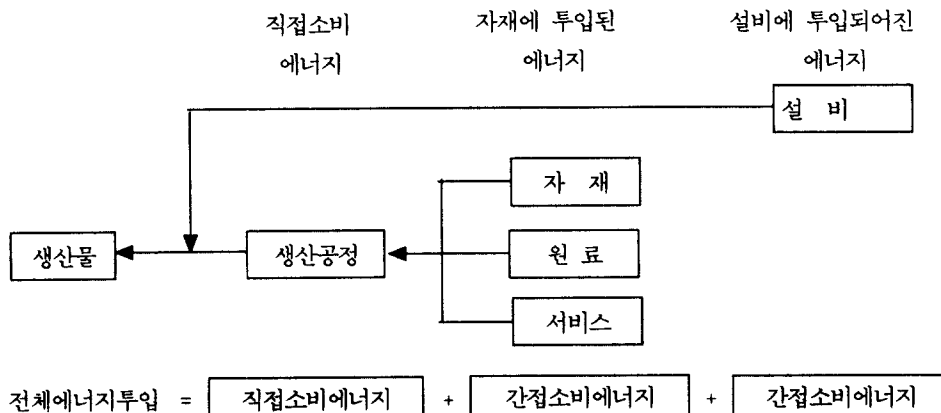 직접소비 자재에 투입된 설비에 투입되어진
에너지 에너지 에너지
설 비
자 재
생산물 생산공정 원 료
서비스
전체에너지투입 = 직접소비에너지 + 간접소비에너지 + 간접소비에너지